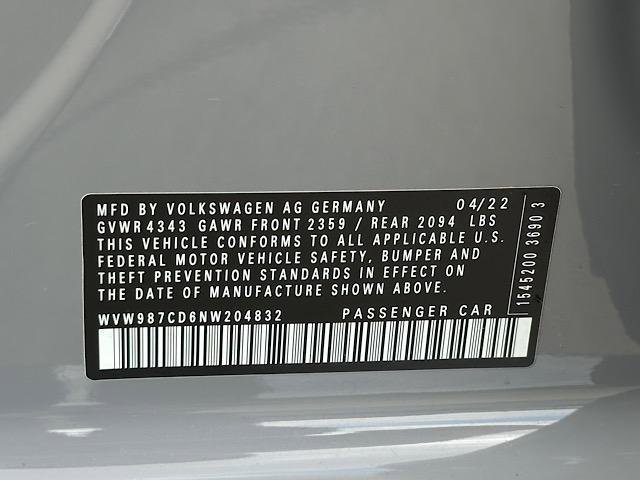 MFD BY VOLKSWAGEN AG GERMANY 04/22
GVWR 4343 GAWR FRONT 2359 / REAR 2094 LBS
THIS VEHICLE CONFORMS TO ALL APPLICABLE U.S.
FEDERAL MOTOR VEHICLE SAFETY, BUMPER AND
THEFT PREVENTION STANDARDS IN EFFECT ON
THE DATE OF MANUFACTURE SHOWN ABOVE.
WVW987CD6NW204832 PASSENGER CAR
1545200 3690 3